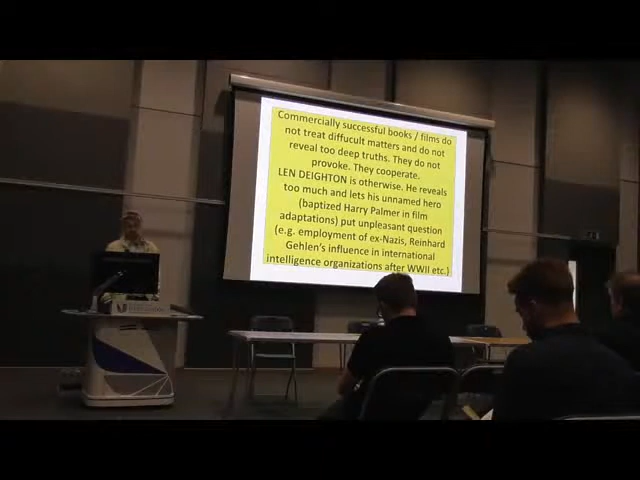 Commercially successful books / films do
not treat diffucult matters and do not
reveal too deep truths. They do not
provoke. They cooperate.
LEN DEIGHTON is otherwise. He reveals
too much and lets his unnamed hero
(baptized Harry Palmer in film
adaptations) put unpleasant question
(e.g. employment of ex-Nazis, Reinhard
Gehlen's influence in international
intelligence organizations after WWII etc.)